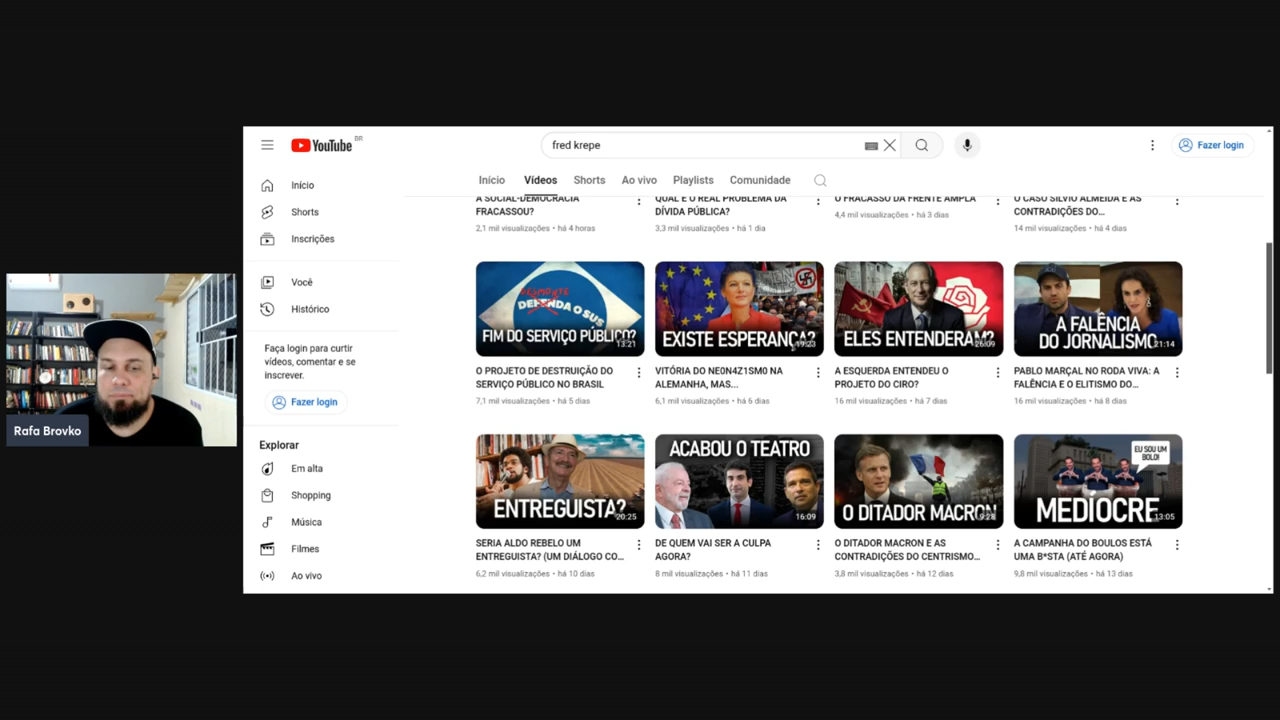 YouTube BR
fred krepe
Fazer login
Início
Vídeos
Shorts
Ao vivo
Playlists
Comunidade
Início
Shorts
Inscrições
Você
Histórico
Faça login para curtir
vídeos, comentar e se
inscrever.
Fazer login
Explorar
Em alta
Shopping
Música
Filmes
Ao vivo
Rafa Brovko
A SOCIAL-DEMOCRACIA
FRACASSOU?
2,1 mil visualizações • há 4 horas
QUAL É O REAL PROBLEMA DA
DÍVIDA PÚBLICA?
3,3 mil visualizações • há 1 dia
O FRACASSO DA FRENTE AMPLA
4,4 mil visualizações • há 3 dias
O CASO SILVIO ALMEIDA E AS
CONTRADIÇÕES DO...
14 mil visualizações • há 4 dias
DESMONTE
DEFENDA O SUS
FIM DO SERVIÇO PÚBLICO?
13:21
O PROJETO DE DESTRUIÇÃO DO
SERVIÇO PÚBLICO NO BRASIL
7,1 mil visualizações • há 5 dias
EXISTE ESPERANÇA?
19:23
VITÓRIA DO NE0N4Z1SM0 NA
ALEMANHA, MAS...
6,1 mil visualizações • há 6 dias
ELES ENTENDERAM?
26:09
A ESQUERDA ENTENDEU O
PROJETO DO CIRO?
16 mil visualizações • há 7 dias
A FALÊNCIA
DO JORNALISMO
21:14
PABLO MARÇAL NO RODA VIVA: A
FALÊNCIA E O ELITISMO DO...
16 mil visualizações • há 8 dias
ENTREGUISTA?
20:25
SERIA ALDO REBELO UM
ENTREGUISTA? (UM DIÁLOGO CO...
6,2 mil visualizações • há 10 dias
ACABOU O TEATRO
16:09
DE QUEM VAI SER A CULPA
AGORA?
8 mil visualizações • há 11 dias
O DITADOR MACRON
9:28
O DITADOR MACRON E AS
CONTRADIÇÕES DO CENTRISMO...
3,8 mil visualizações • há 12 dias
EU SOU UM
BOLO!
MEDÍOCRE
13:05
A CAMPANHA DO BOULOS ESTÁ
UMA B*STA (ATÉ AGORA)
9,8 mil visualizações • há 13 dias